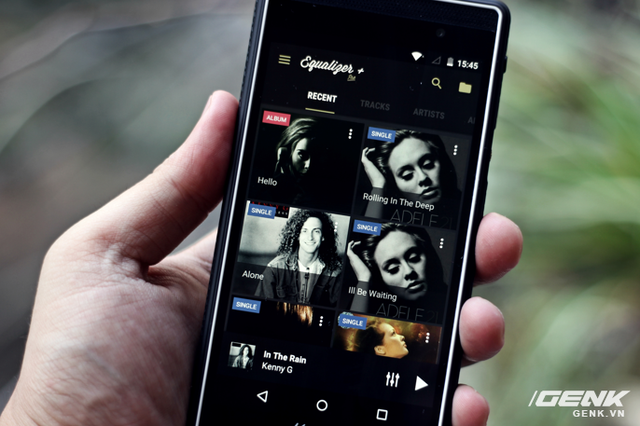 15:45
Equalizer +
Pro
RECENT
TRACKS
ARTISTS
ALBUM
SINGLE
Hello
Rolling In The Deep
ADELE
SINGLE
SINGLE
Alone
Ill Be Waiting
ADELE
SINGLE
SINGLE
In The Rain
Kenny G
GENK
GENK.VN